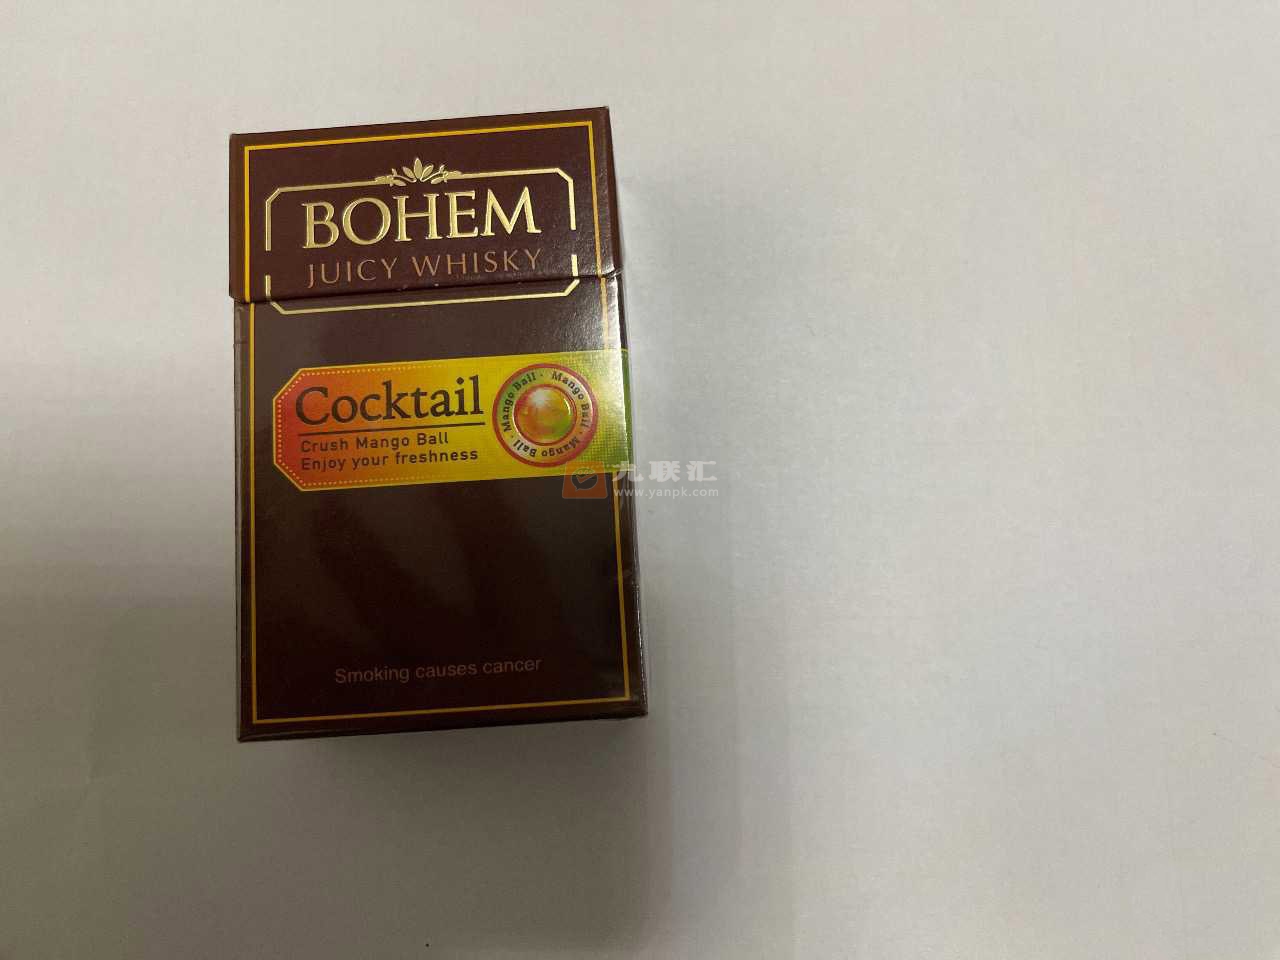 BOHEM
JUICY WHISKY
Cocktail
Crush Mango Ball
Enjoy your freshness
Mango Ball · Mango Ball · Mango Ball ·
九联汇
www.yanpk.com
Smoking causes cancer